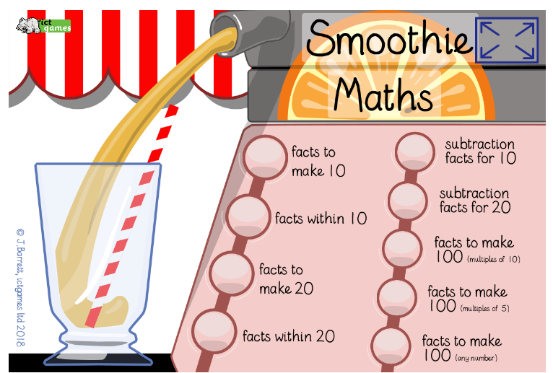 ict
games
Smoothie
Maths
facts to
make 10
facts within 10
facts to
make 20
facts within 20
subtraction
facts for 10
subtraction
facts for 20
facts to make
100 (multiples of 10)
facts to make
100 (multiples of 5)
facts to make
100 (any number)
© J.Barrett, ictgames ltd 2018